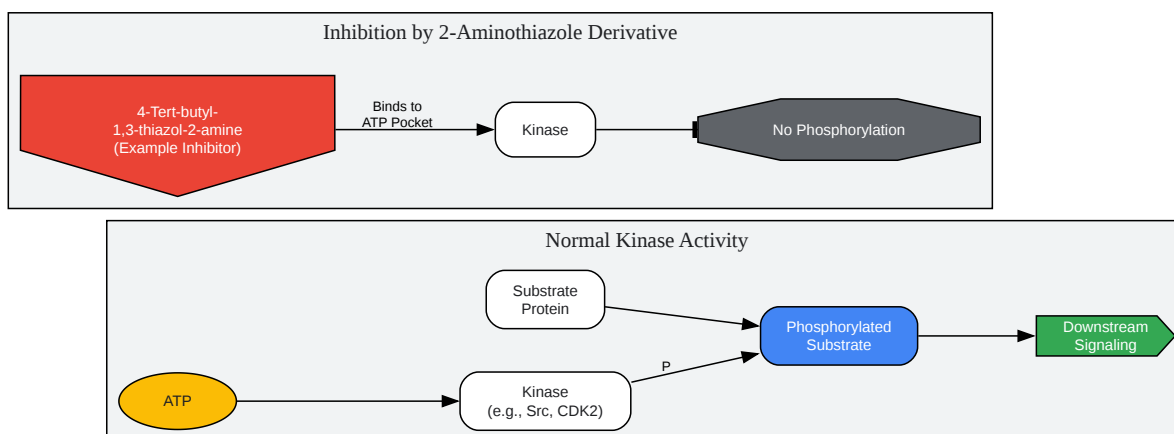 Inhibition by 2-Aminothiazole Derivative
4-Tert-butyl-
1,3-thiazol-2-amine
(Example Inhibitor)
Binds to
ATP Pocket
Kinase
No Phosphorylation
Normal Kinase Activity
Substrate
Protein
Phosphorylated
Substrate
Downstream
Signaling
P
ATP
Kinase
(e.g., Src, CDK2)